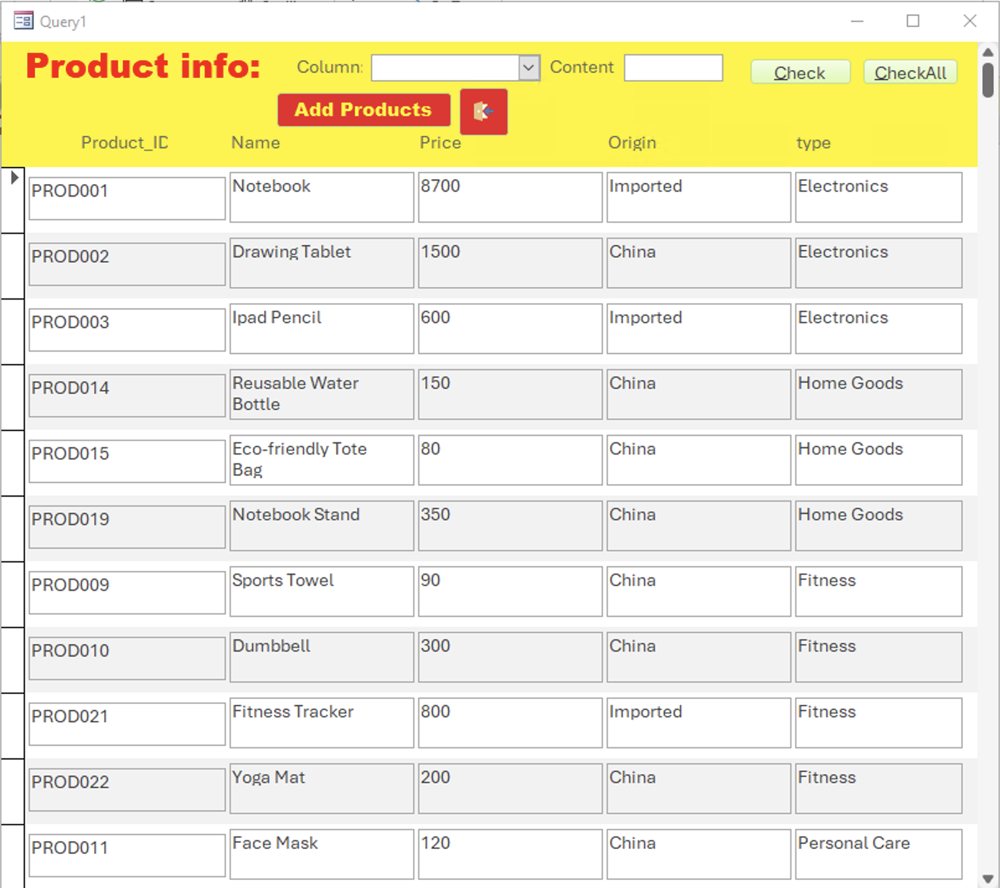 Query1
Product info: Column: Content Check CheckAll
Add Products
Product_ID Name Price Origin type
PROD001 Notebook 8700 Imported Electronics
PROD002 Drawing Tablet 1500 China Electronics
PROD003 Ipad Pencil 600 Imported Electronics
PROD014 Reusable Water Bottle 150 China Home Goods
PROD015 Eco-friendly Tote Bag 80 China Home Goods
PROD019 Notebook Stand 350 China Home Goods
PROD009 Sports Towel 90 China Fitness
PROD010 Dumbbell 300 China Fitness
PROD021 Fitness Tracker 800 Imported Fitness
PROD022 Yoga Mat 200 China Fitness
PROD011 Face Mask 120 China Personal Care